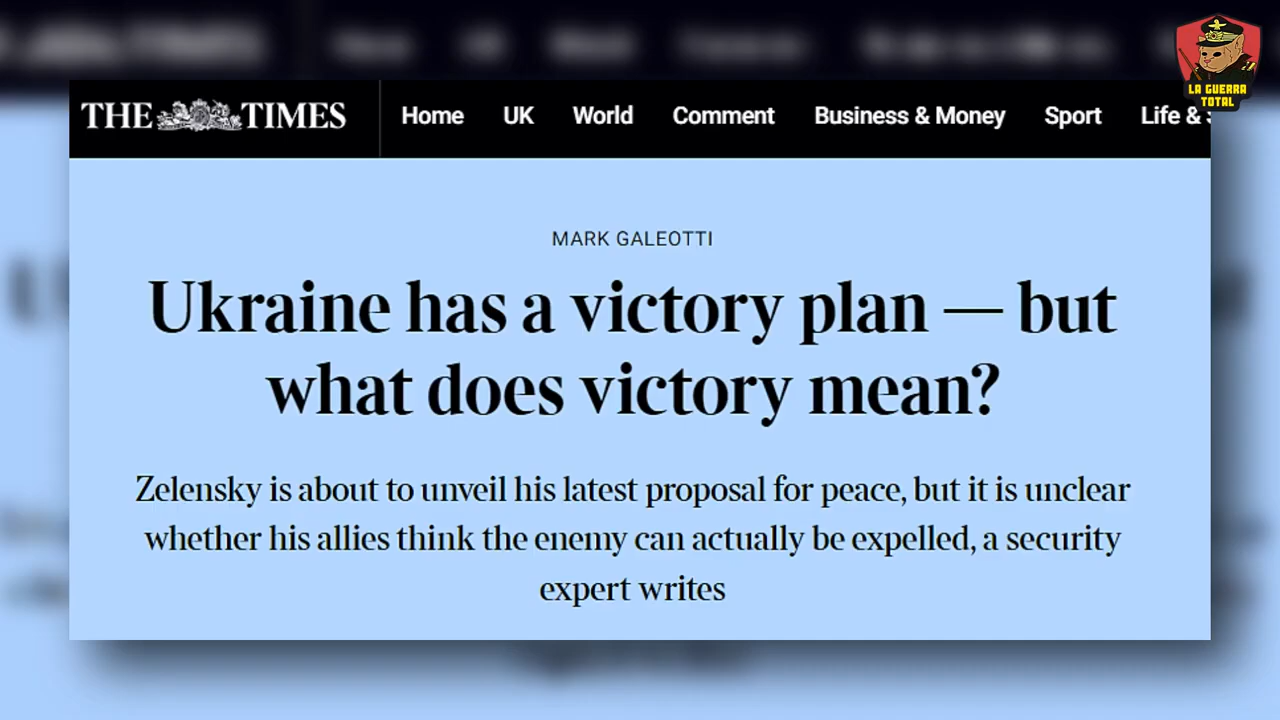 THE TIMES
Home UK World Comment Business & Money Sport Life &
LA GUERRA
TOTAL
MARK GALEOTTI
Ukraine has a victory plan — but
what does victory mean?
Zelensky is about to unveil his latest proposal for peace, but it is unclear
whether his allies think the enemy can actually be expelled, a security
expert writes